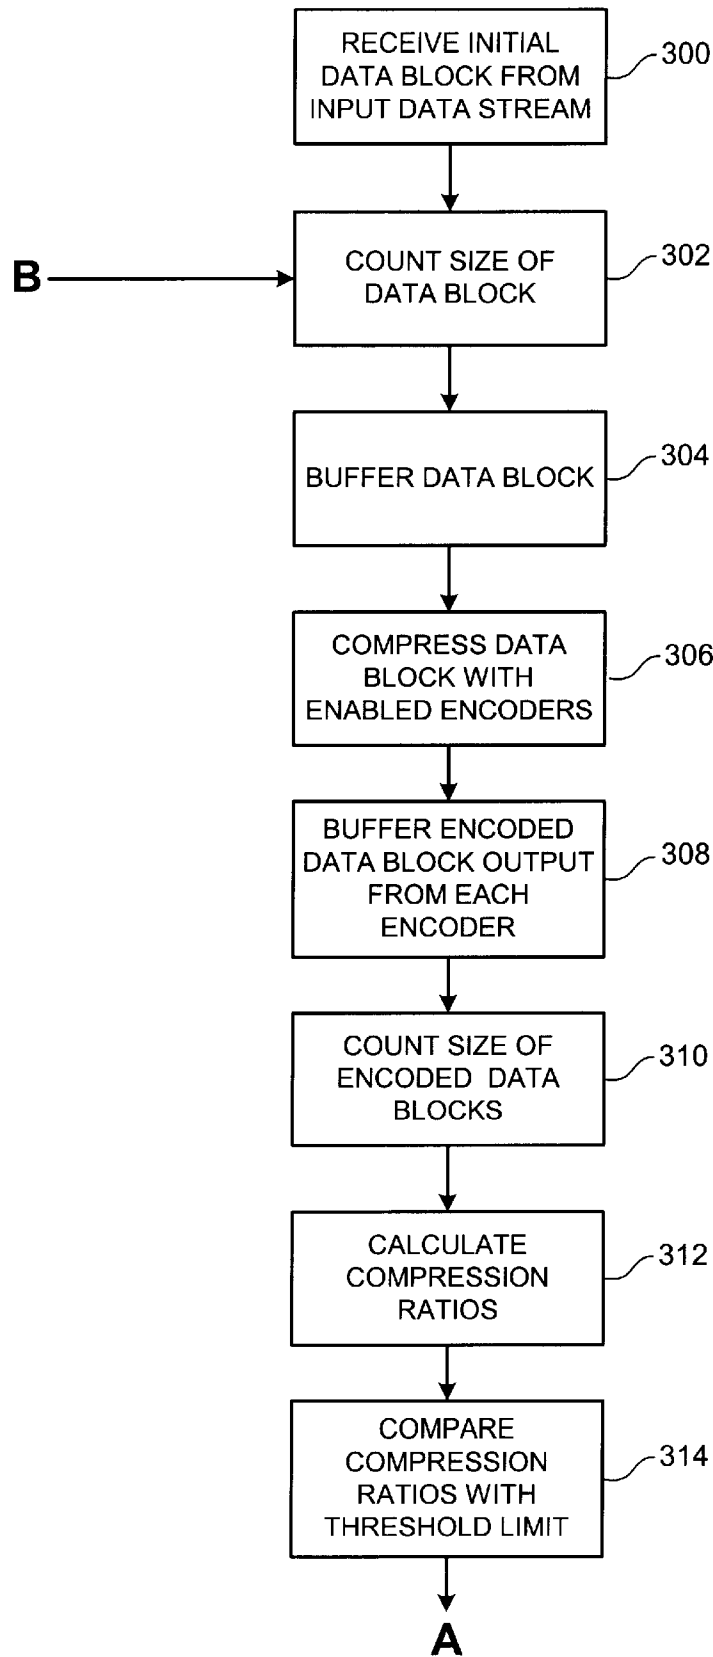 RECEIVE INITIAL
DATA BLOCK FROM
INPUT DATA STREAM
300
B
COUNT SIZE OF
DATA BLOCK
302
BUFFER DATA BLOCK
304
COMPRESS DATA
BLOCK WITH
ENABLED ENCODERS
306
BUFFER ENCODED
DATA BLOCK OUTPUT
FROM EACH
ENCODER
308
COUNT SIZE OF
ENCODED DATA
BLOCKS
310
CALCULATE
COMPRESSION
RATIOS
312
COMPARE
COMPRESSION
RATIOS WITH
THRESHOLD LIMIT
314
A